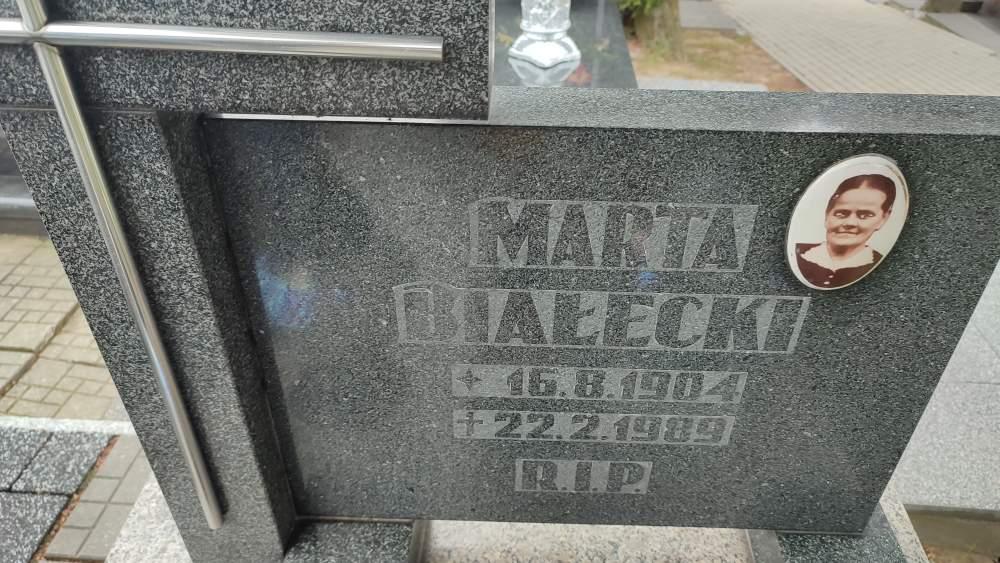 MARTA
BIAŁECKI
+ 16.8.1904
+ 22.2.1989
R.I.P.